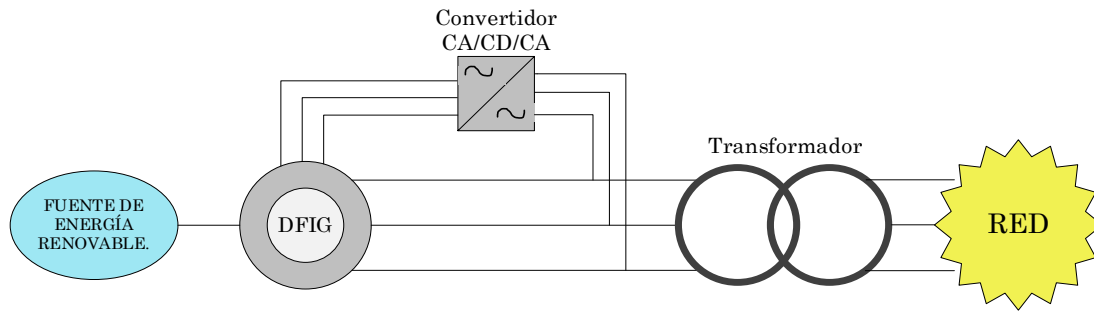 Convertidor
CA/CD/CA
Transformador
FUENTE DE
ENERGÍA
RENOVABLE.
DFIG
RED